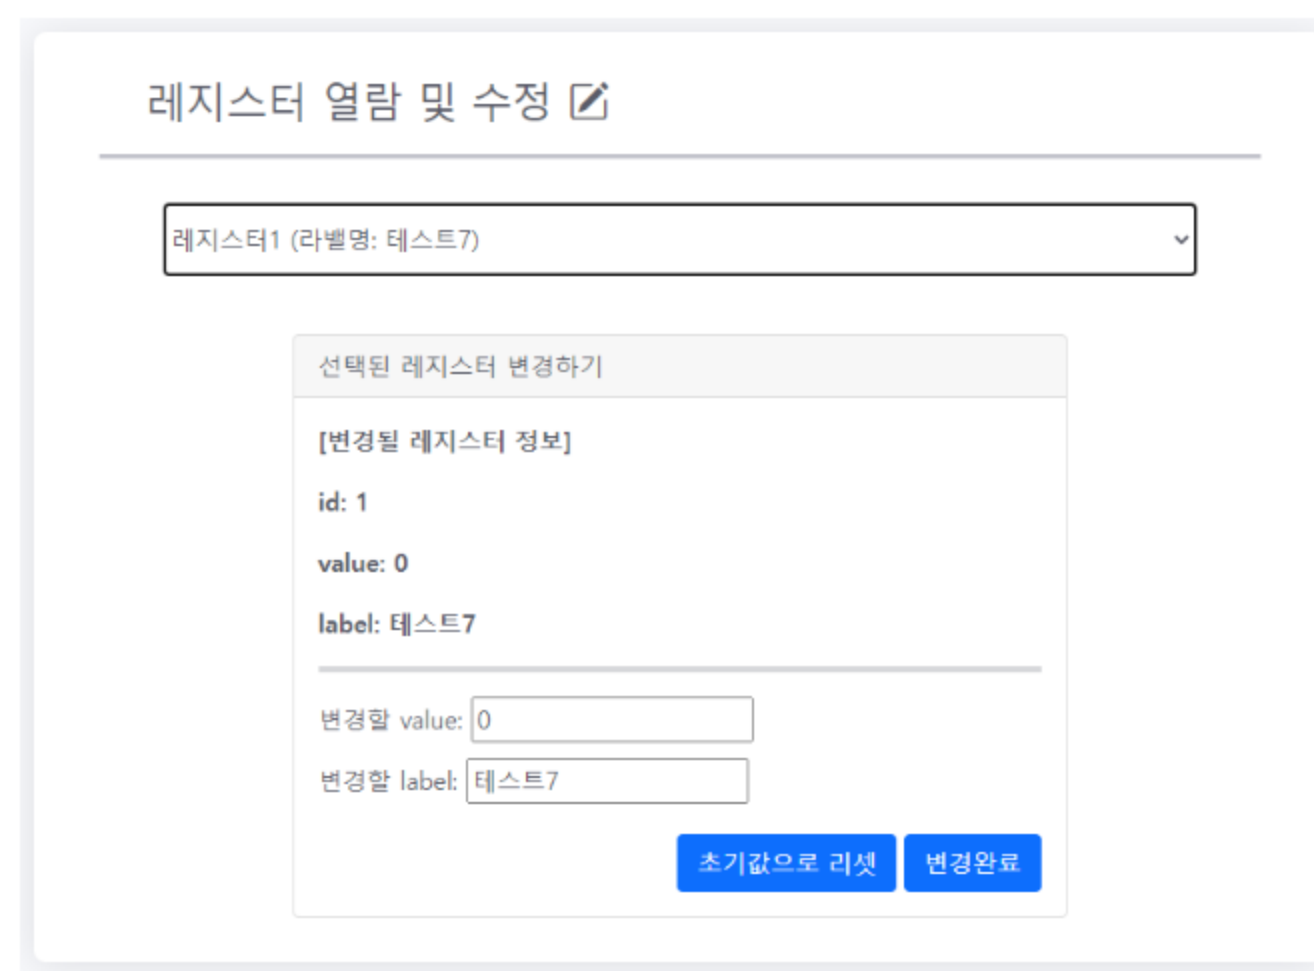 레지스터 열람 및 수정
레지스터1 (라벨명: 테스트7)
선택된 레지스터 변경하기
[변경될 레지스터 정보]
id: 1
value: 0
label: 테스트7
변경할 value: 0
변경할 label: 테스트7
초기값으로 리셋 변경완료